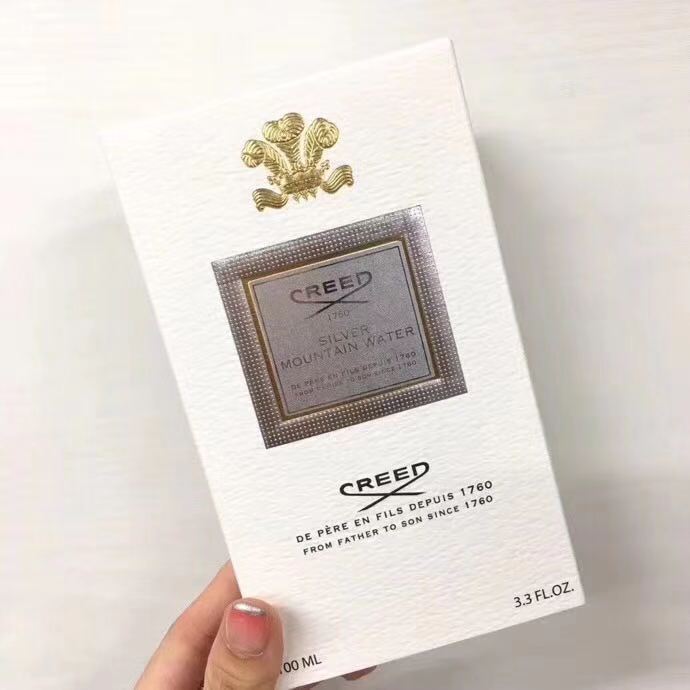 CREED
1760
SILVER
MOUNTAIN WATER
DE PÈRE EN FILS DEPUIS 1760
FROM FATHER TO SON SINCE 1760
CREED
DE PÈRE EN FILS DEPUIS 1760
FROM FATHER TO SON SINCE 1760
100 ML
3.3 FL.OZ.